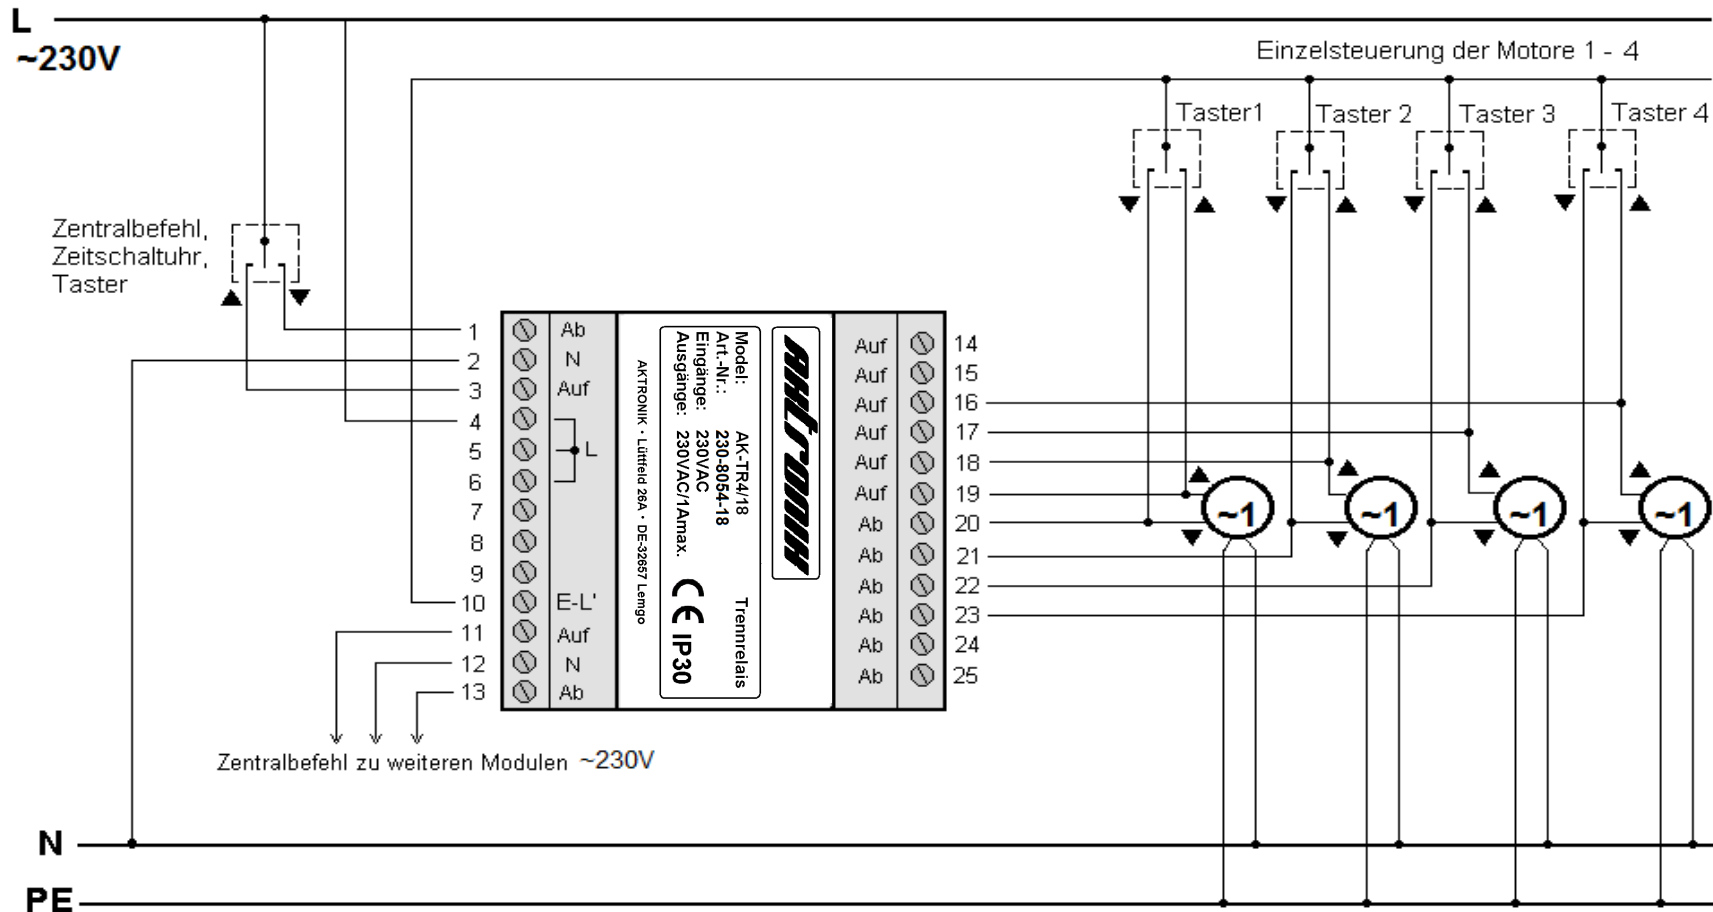 L
~230V
Einzelsteuerung der Motore 1 - 4
Taster1
Taster 2
Taster 3
Taster 4
Zentralbefehl,
Zeitschaltuhr,
Taster
1 Ab
2 N
3 Auf
4
5 L
6
7
8
9
10 E-L'
11 Auf
12 N
13 Ab
AKtronik
Model: AK-TR4/18 Trennrelais
Art.-Nr.: 230-8054-18
Eingänge: 230VAC
Ausgänge: 230VAC/1Amax. CE IP30
AKTRONIK · Lüttfeld 26A · DE-32657 Lemgo
Auf 14
Auf 15
Auf 16
Auf 17
Auf 18
Auf 19
Ab 20
Ab 21
Ab 22
Ab 23
Ab 24
Ab 25
~1
~1
~1
~1
Zentralbefehl zu weiteren Modulen ~230V
N
PE